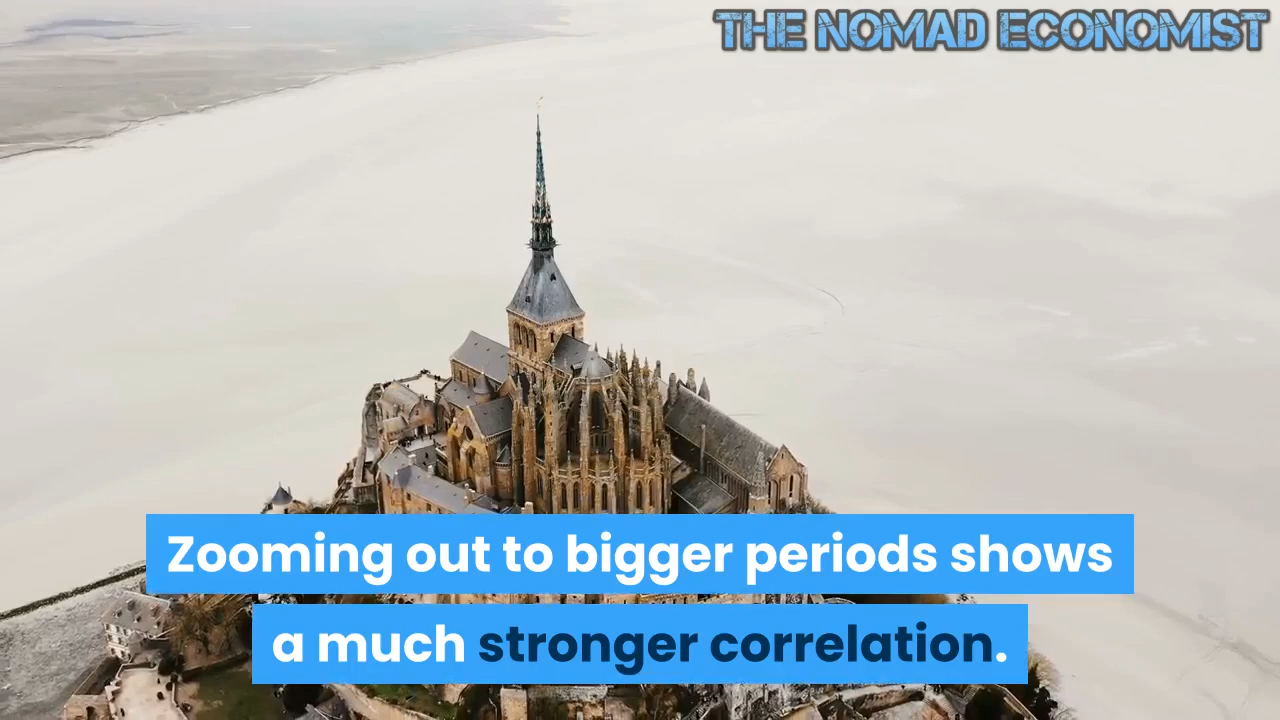 THE NOMAD ECONOMIST
Zooming out to bigger periods shows
a much stronger correlation.